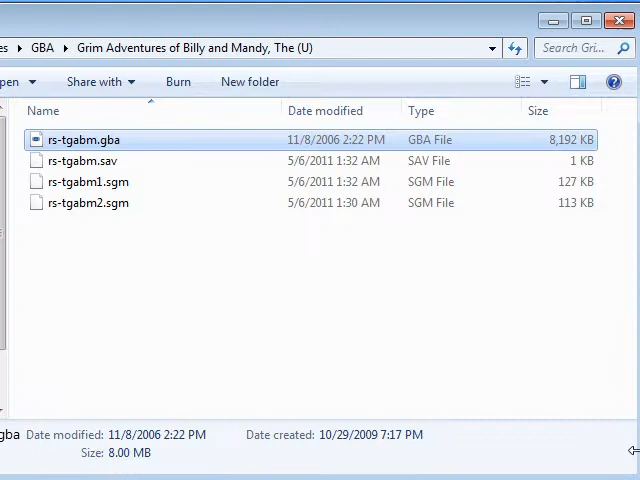 es ▸ GBA ▸ Grim Adventures of Billy and Mandy, The (U) Search Gri...
pen Share with Burn New folder
Name Date modified Type Size
rs-tgabm.gba 11/8/2006 2:22 PM GBA File 8,192 KB
rs-tgabm.sav 5/6/2011 1:32 AM SAV File 1 KB
rs-tgabm1.sgm 5/6/2011 1:32 AM SGM File 127 KB
rs-tgabm2.sgm 5/6/2011 1:30 AM SGM File 113 KB
gba Date modified: 11/8/2006 2:22 PM Date created: 10/29/2009 7:17 PM
Size: 8.00 MB